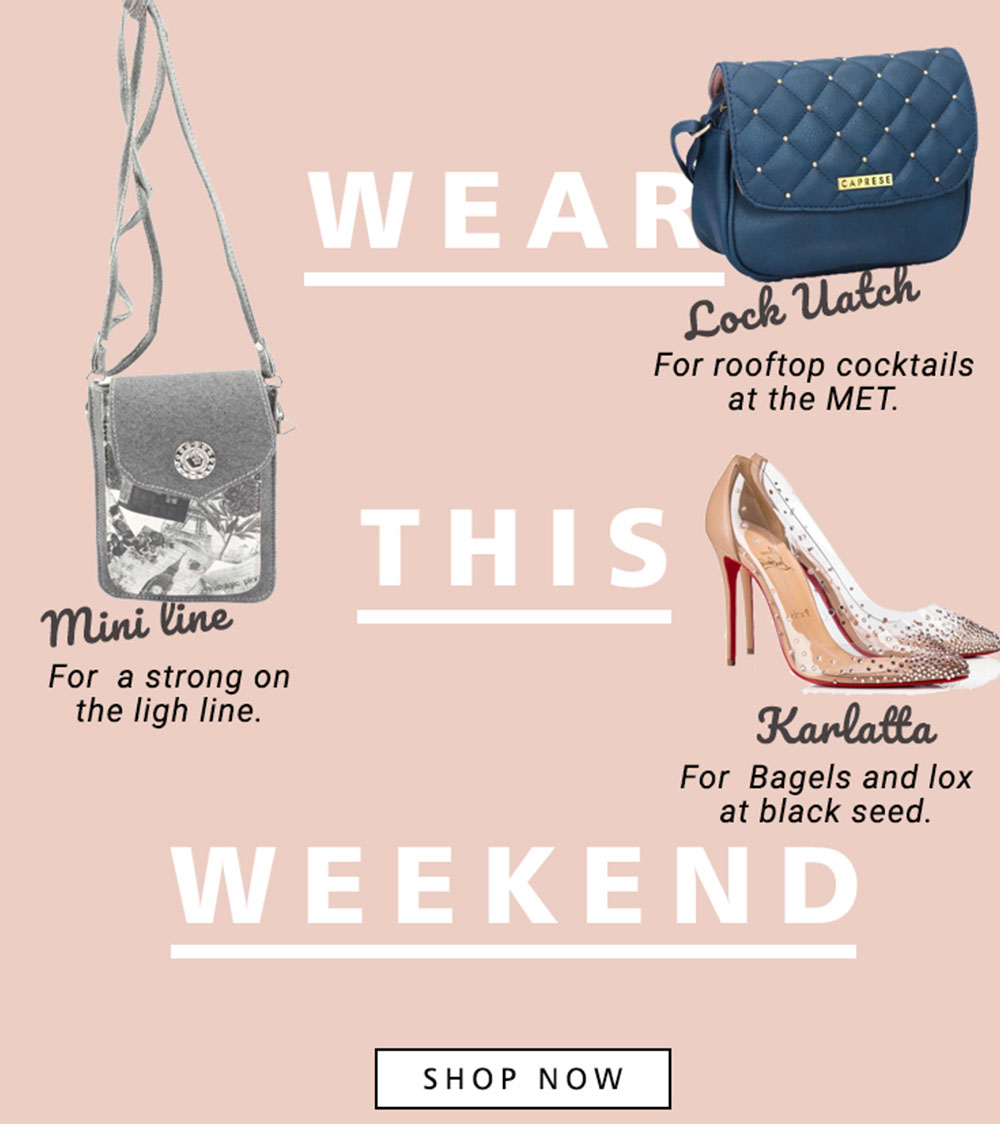 WEAR
CAPRESE
Lock Uatch
For rooftop cocktails
at the MET.
THIS
Mini line
For a strong on
the ligh line.
Karlatta
For Bagels and lox
at black seed.
WEEKEND
SHOP NOW